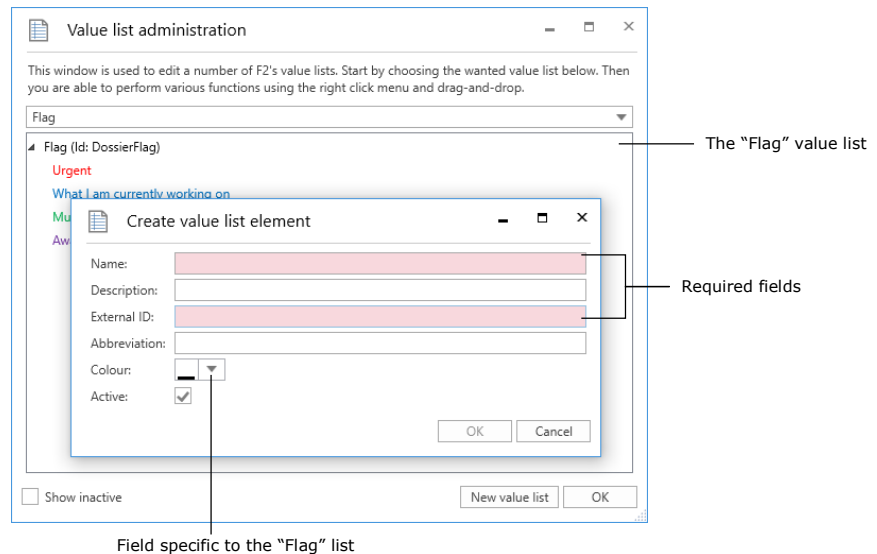 Value list administration
This window is used to edit a number of F2's value lists. Start by choosing the wanted value list below. Then
you are able to perform various functions using the right click menu and drag-and-drop.
Flag
Flag (Id: DossierFlag)
The “Flag” value list
Urgent
What I am currently working on
Mu
Aw
Create value list element
Name:
Description:
External ID:
Abbreviation:
Colour:
Active:
Required fields
OK
Cancel
Show inactive
New value list
OK
Field specific to the “Flag” list